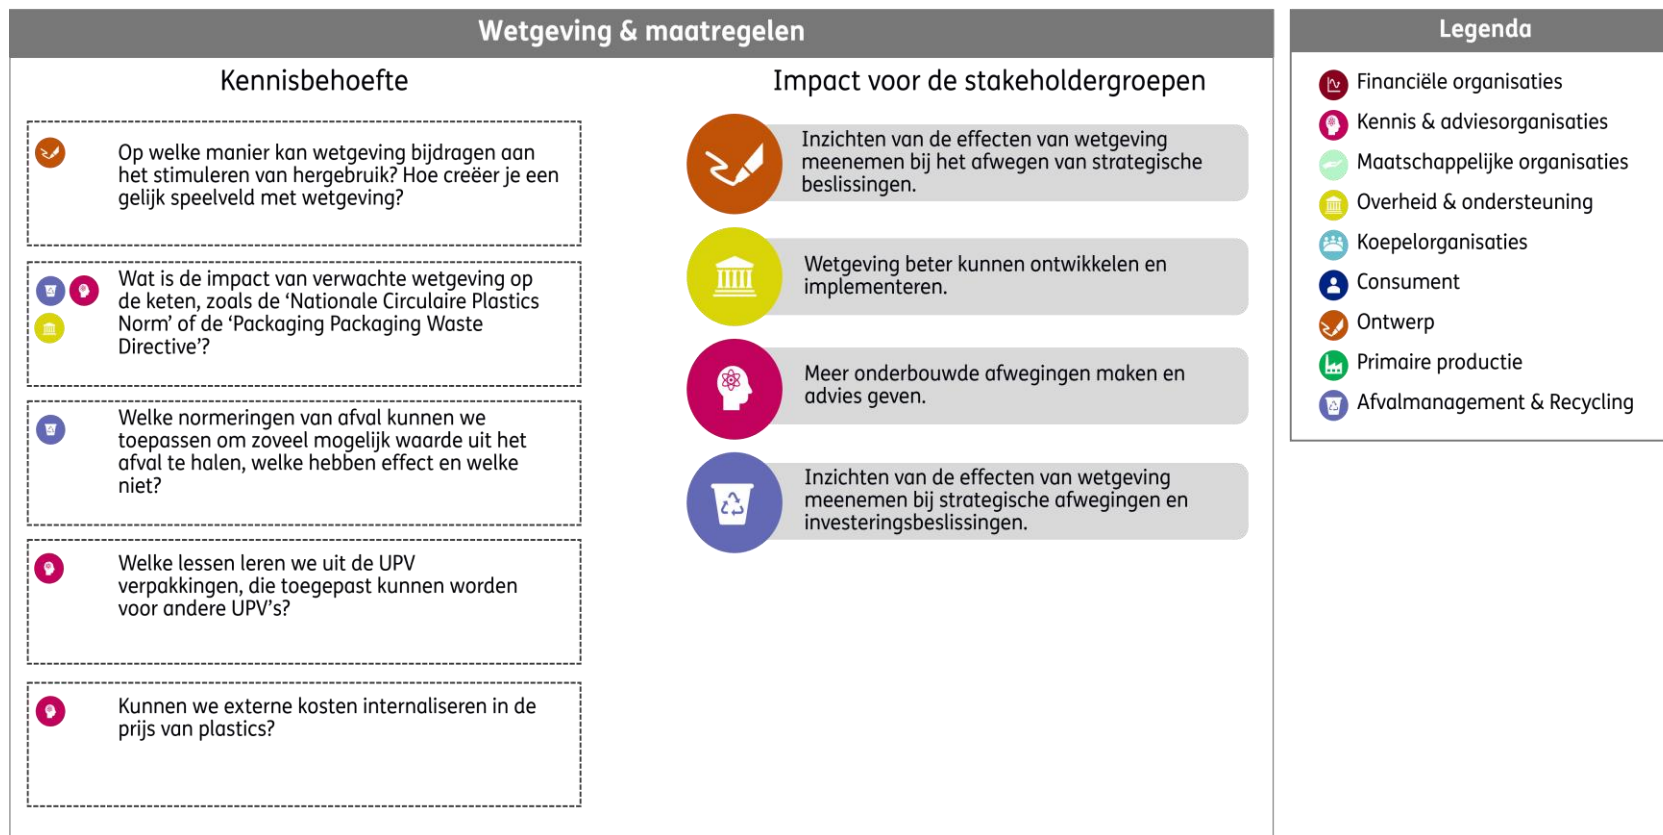 Wetgeving & maatregelen
Kennisbehoefte
Op welke manier kan wetgeving bijdragen aan
het stimuleren van hergebruik? Hoe creëer je een
gelijk speelveld met wetgeving?
Wat is de impact van verwachte wetgeving op
de keten, zoals de ‘Nationale Circulaire Plastics
Norm’ of de ‘Packaging Packaging Waste
Directive’?
Welke normeringen van afval kunnen we
toepassen om zoveel mogelijk waarde uit het
afval te halen, welke hebben effect en welke
niet?
Welke lessen leren we uit de UPV
verpakkingen, die toegepast kunnen worden
voor andere UPV’s?
Kunnen we externe kosten internaliseren in de
prijs van plastics?
Impact voor de stakeholdergroepen
Inzichten van de effecten van wetgeving
meenemen bij het afwegen van strategische
beslissingen.
Wetgeving beter kunnen ontwikkelen en
implementeren.
Meer onderbouwde afwegingen maken en
advies geven.
Inzichten van de effecten van wetgeving
meenemen bij strategische afwegingen en
investeringsbeslissingen.
Legenda
Financiële organisaties
Kennis & adviesorganisaties
Maatschappelijke organisaties
Overheid & ondersteuning
Koepelorganisaties
Consument
Ontwerp
Primaire productie
Afvalmanagement & Recycling